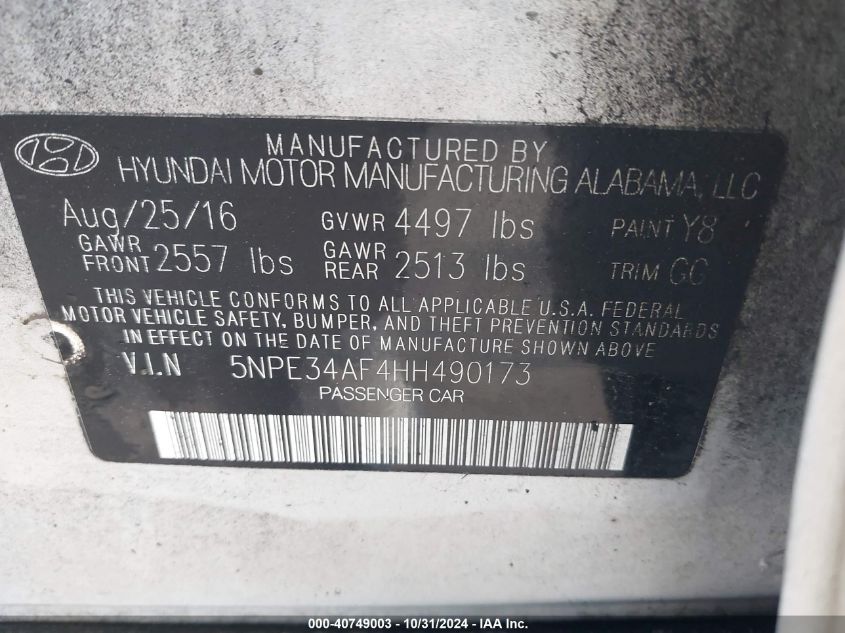 MANUFACTURED BY
HYUNDAI MOTOR MANUFACTURING ALABAMA, LLC
Aug/25/16 GVWR 4497 lbs PAINT Y8
GAWR FRONT 2557 lbs GAWR REAR 2513 lbs TRIM GC
THIS VEHICLE CONFORMS TO ALL APPLICABLE U.S.A. FEDERAL
MOTOR VEHICLE SAFETY, BUMPER, AND THEFT PREVENTION STANDARDS
IN EFFECT ON THE DATE OF MANUFACTURE SHOWN ABOVE
V.I.N 5NPE34AF4HH490173
PASSENGER CAR
000-40749003 / 10/31/2024 - IAA Inc.